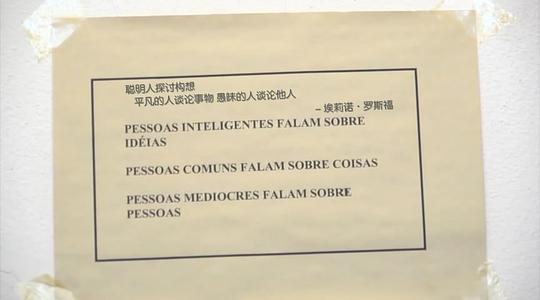 聪明人探讨构想
平凡的人谈论事物 愚昧的人谈论他人
– 埃莉诺·罗斯福
PESSOAS INTELIGENTES FALAM SOBRE
IDÉIAS
PESSOAS COMUNS FALAM SOBRE COISAS
PESSOAS MEDIOCRES FALAM SOBRE
PESSOAS